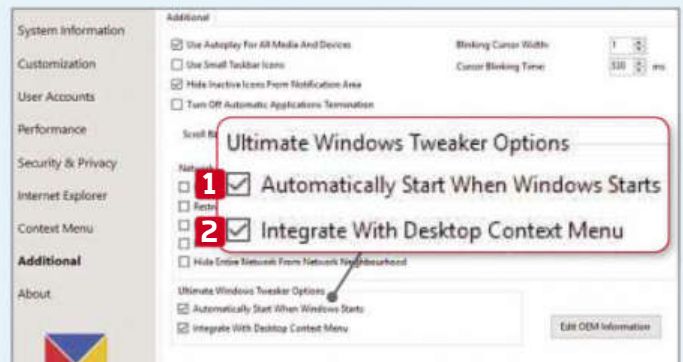 System Information
Customization
User Accounts
Performance
Security & Privacy
Internet Explorer
Context Menu
Additional
About
Additional
Use Autoplay For All Media And Devices
Use Small Taskbar Icons
Hide Inactive Icons From Notification Area
Turn Off Automatic Applications Termination
Blinking Cursor Width: 1
Cursor Blinking Time: 530 ms
Scroll
Ultimate Windows Tweaker Options
1 Automatically Start When Windows Starts
2 Integrate With Desktop Context Menu
Hide Entire Network From Network Neighbourhood
Ultimate Windows Tweaker Options
Automatically Start When Windows Starts
Integrate With Desktop Context Menu
Edit OEM Information